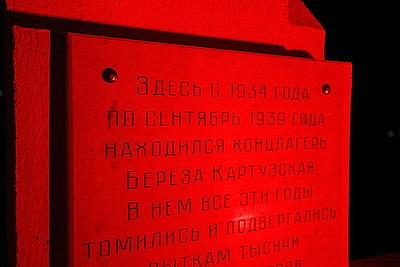 Здесь с 1934 года
по сентябрь 1939 года
находился концлагерь
Береза Картузская
В нем все эти годы
томились и подвергались
пыткам тысячи